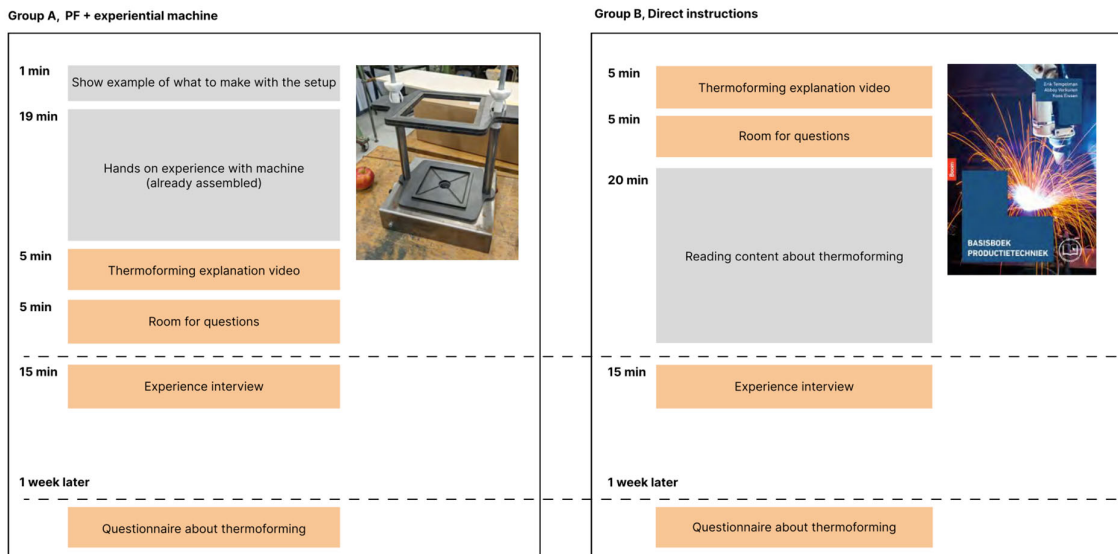 Group A, PF + experiential machine
1 min
Show example of what to make with the setup
19 min
Hands on experience with machine
(already assembled)
5 min
Thermoforming explanation video
5 min
Room for questions
15 min
Experience interview
1 week later
Questionnaire about thermoforming
Group B, Direct instructions
5 min
Thermoforming explanation video
5 min
Room for questions
20 min
Reading content about thermoforming
Erik Tempelman
Boom
BASISBOEK
PRODUCTIETECHNIEK
15 min
Experience interview
1 week later
Questionnaire about thermoforming